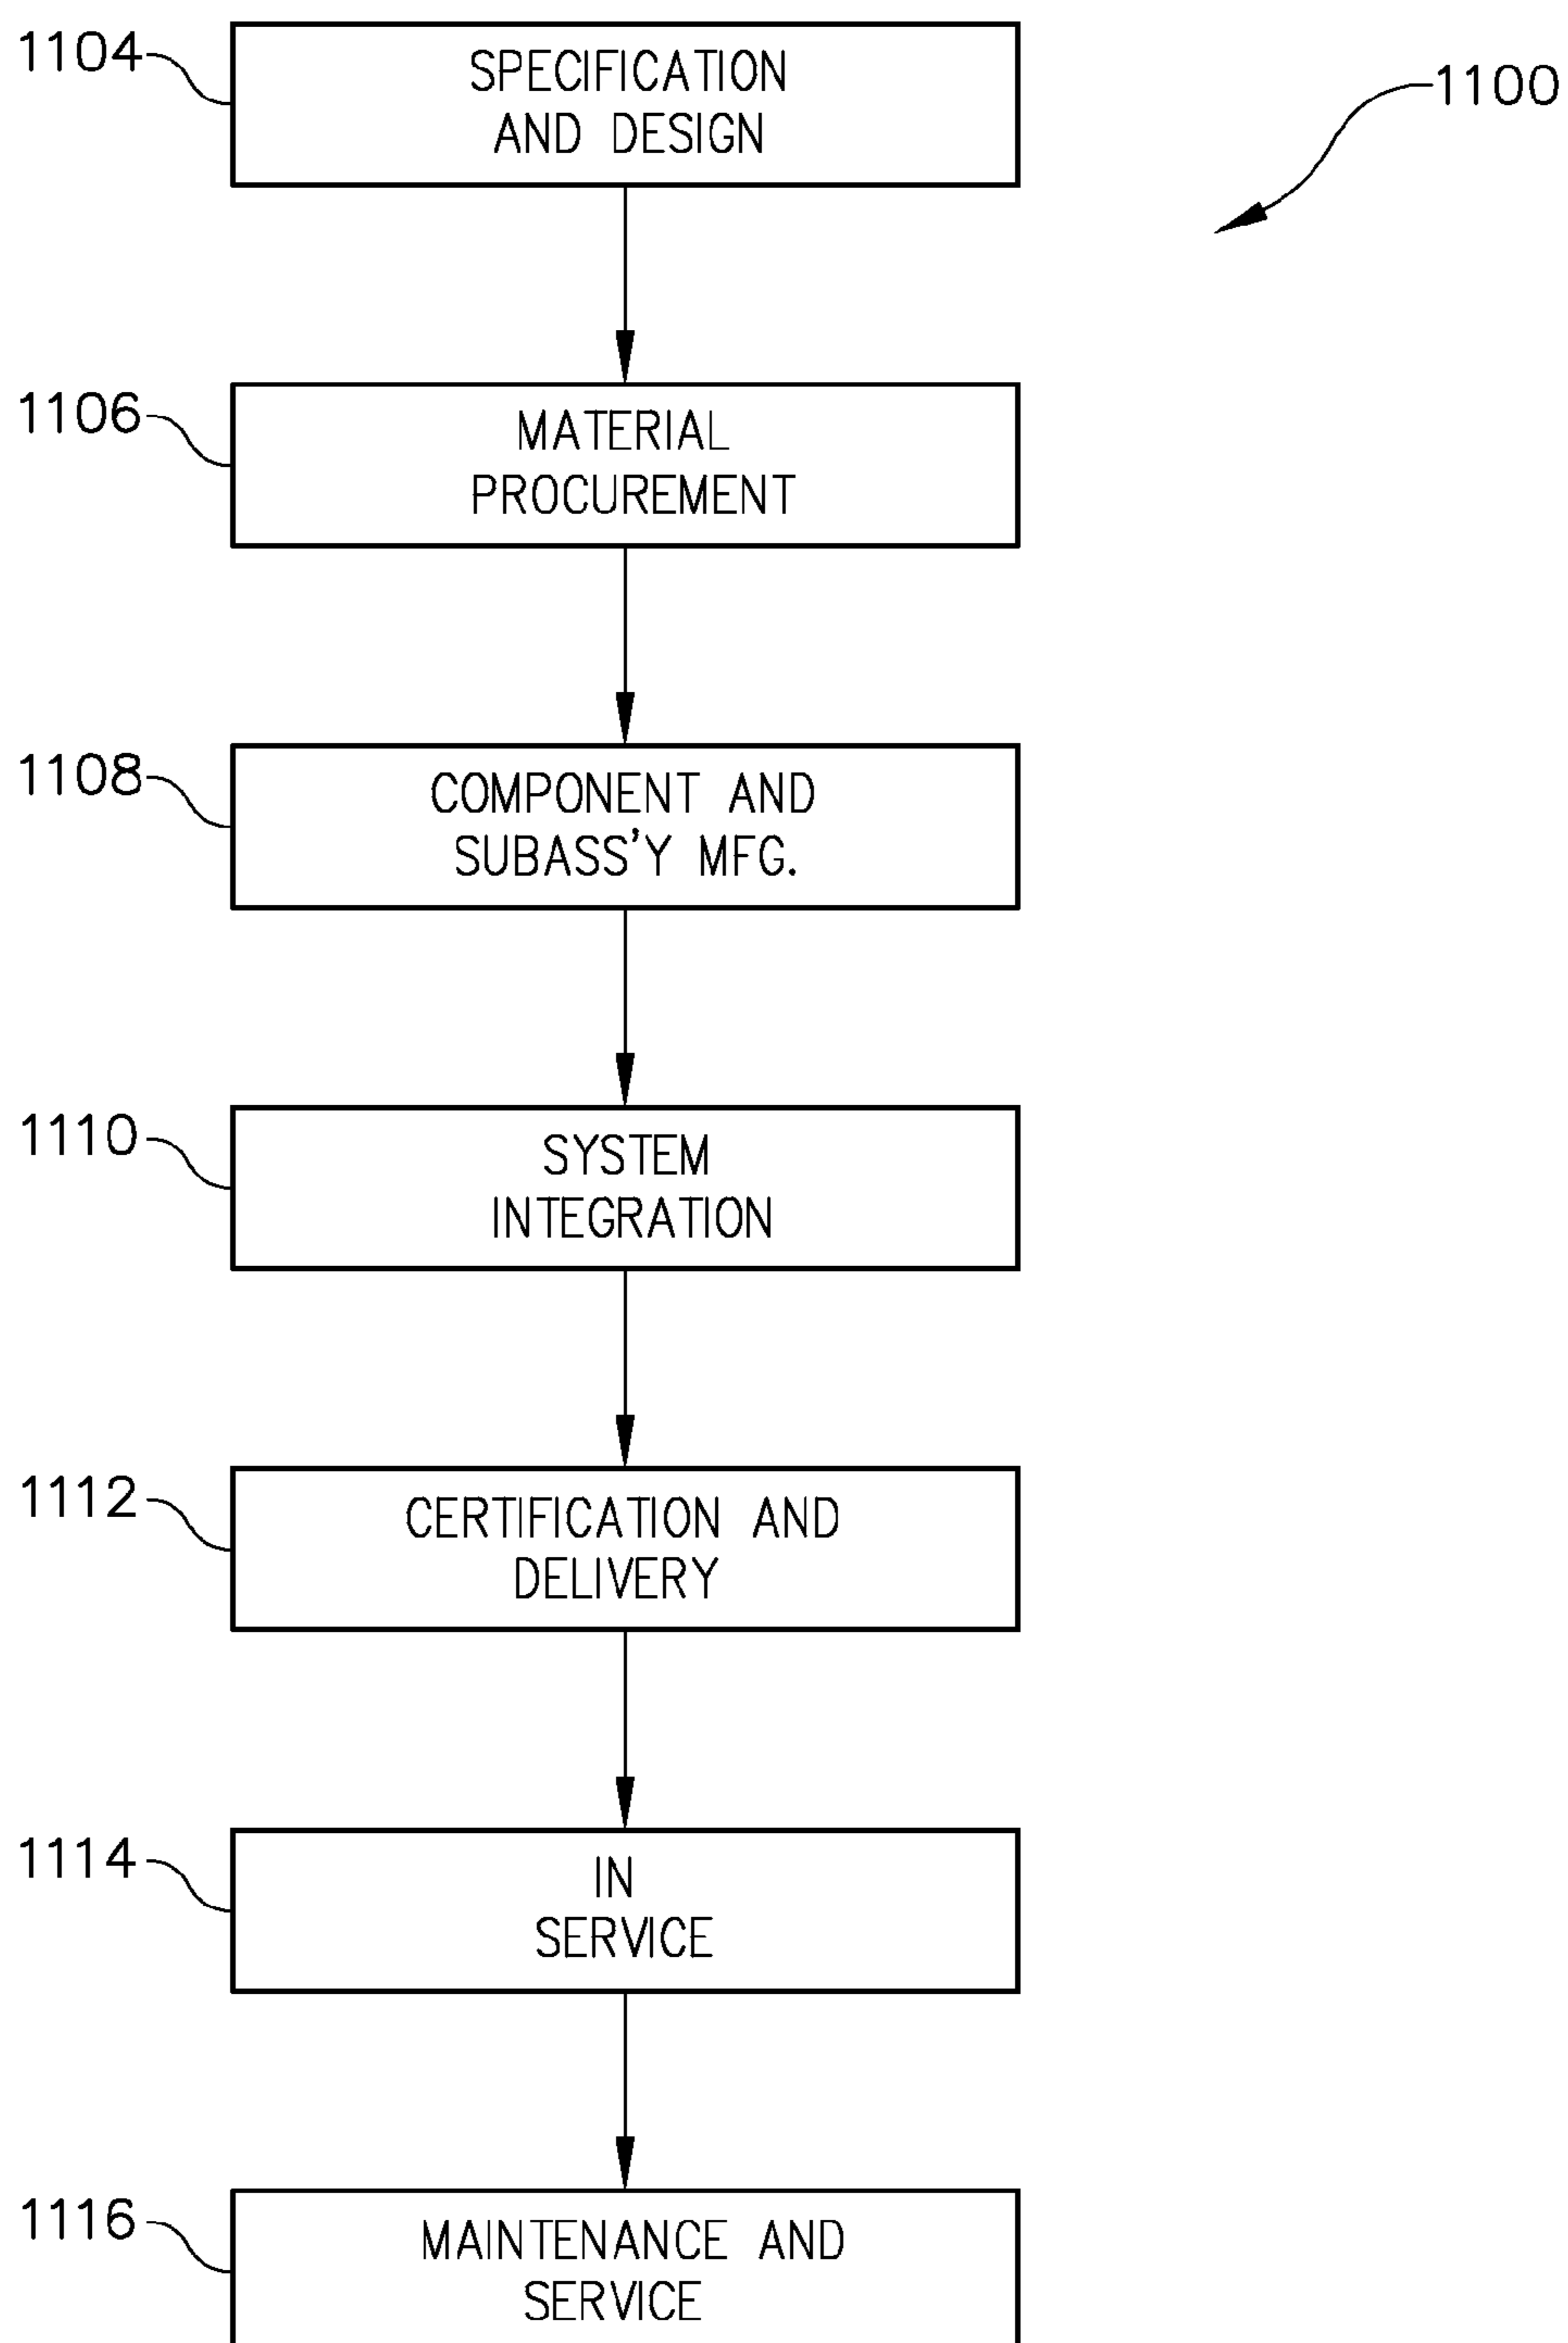 1104
SPECIFICATION
AND DESIGN
1100
1106
MATERIAL
PROCUREMENT
1108
COMPONENT AND
SUBASS'Y MFG.
1110
SYSTEM
INTEGRATION
1112
CERTIFICATION AND
DELIVERY
1114
IN
SERVICE
1116
MAINTENANCE AND
SERVICE